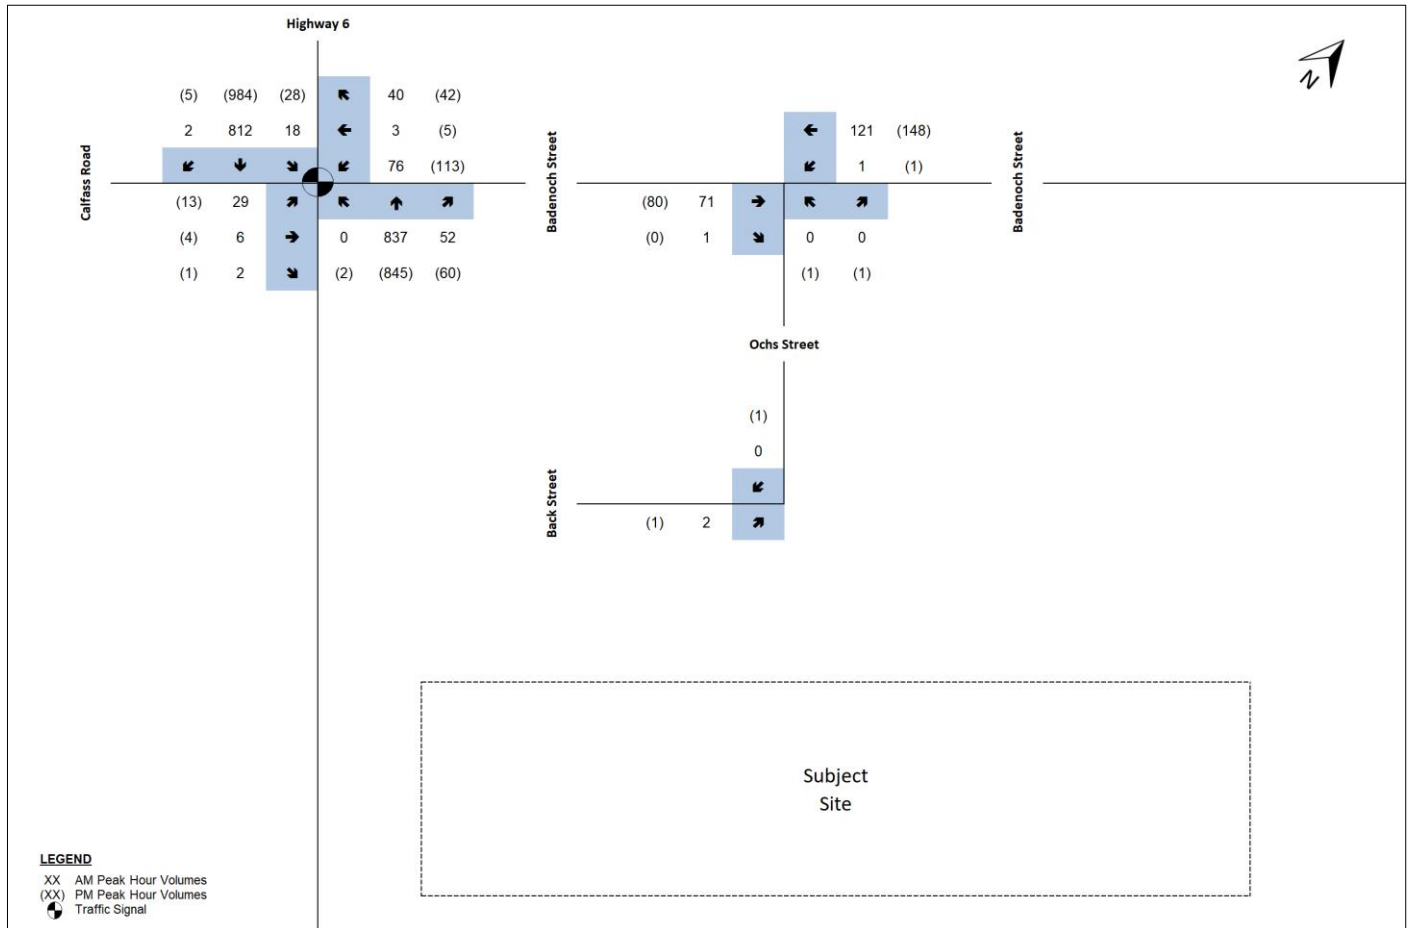 Highway 6
(5) (984) (28) 40 (42)
2 812 18 3 (5)
76 (113)
Calfass Road
(13) 29
(4) 6 0 837 52
(1) 2 (2) (845) (60)
Badenoch Street
121 (148)
1 (1)
(80) 71
(0) 1 0 0
(1) (1)
Badenoch Street
Ochs Street
(1)
0
Back Street
(1) 2
Subject
Site
LEGEND
XX AM Peak Hour Volumes
(XX) PM Peak Hour Volumes
Traffic Signal
N